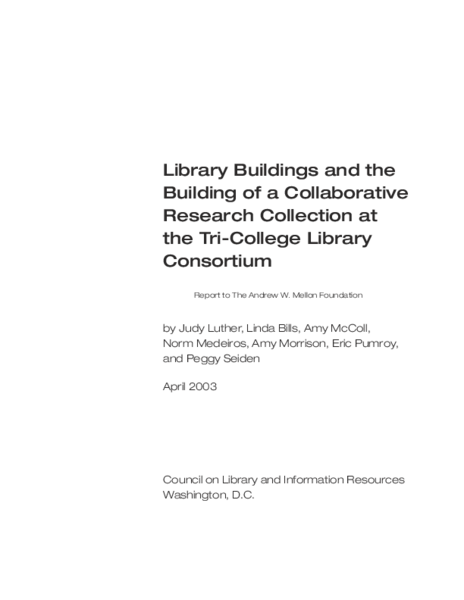 Library Buildings and the
Building of a Collaborative
Research Collection at
the Tri-College Library
Consortium
Report to The Andrew W. Mellon Foundation
by Judy Luther, Linda Bills, Amy McColl,
Norm Medeiros, Amy Morrison, Eric Pumroy,
and Peggy Seiden
April 2003
Council on Library and Information Resources
Washington, D.C.